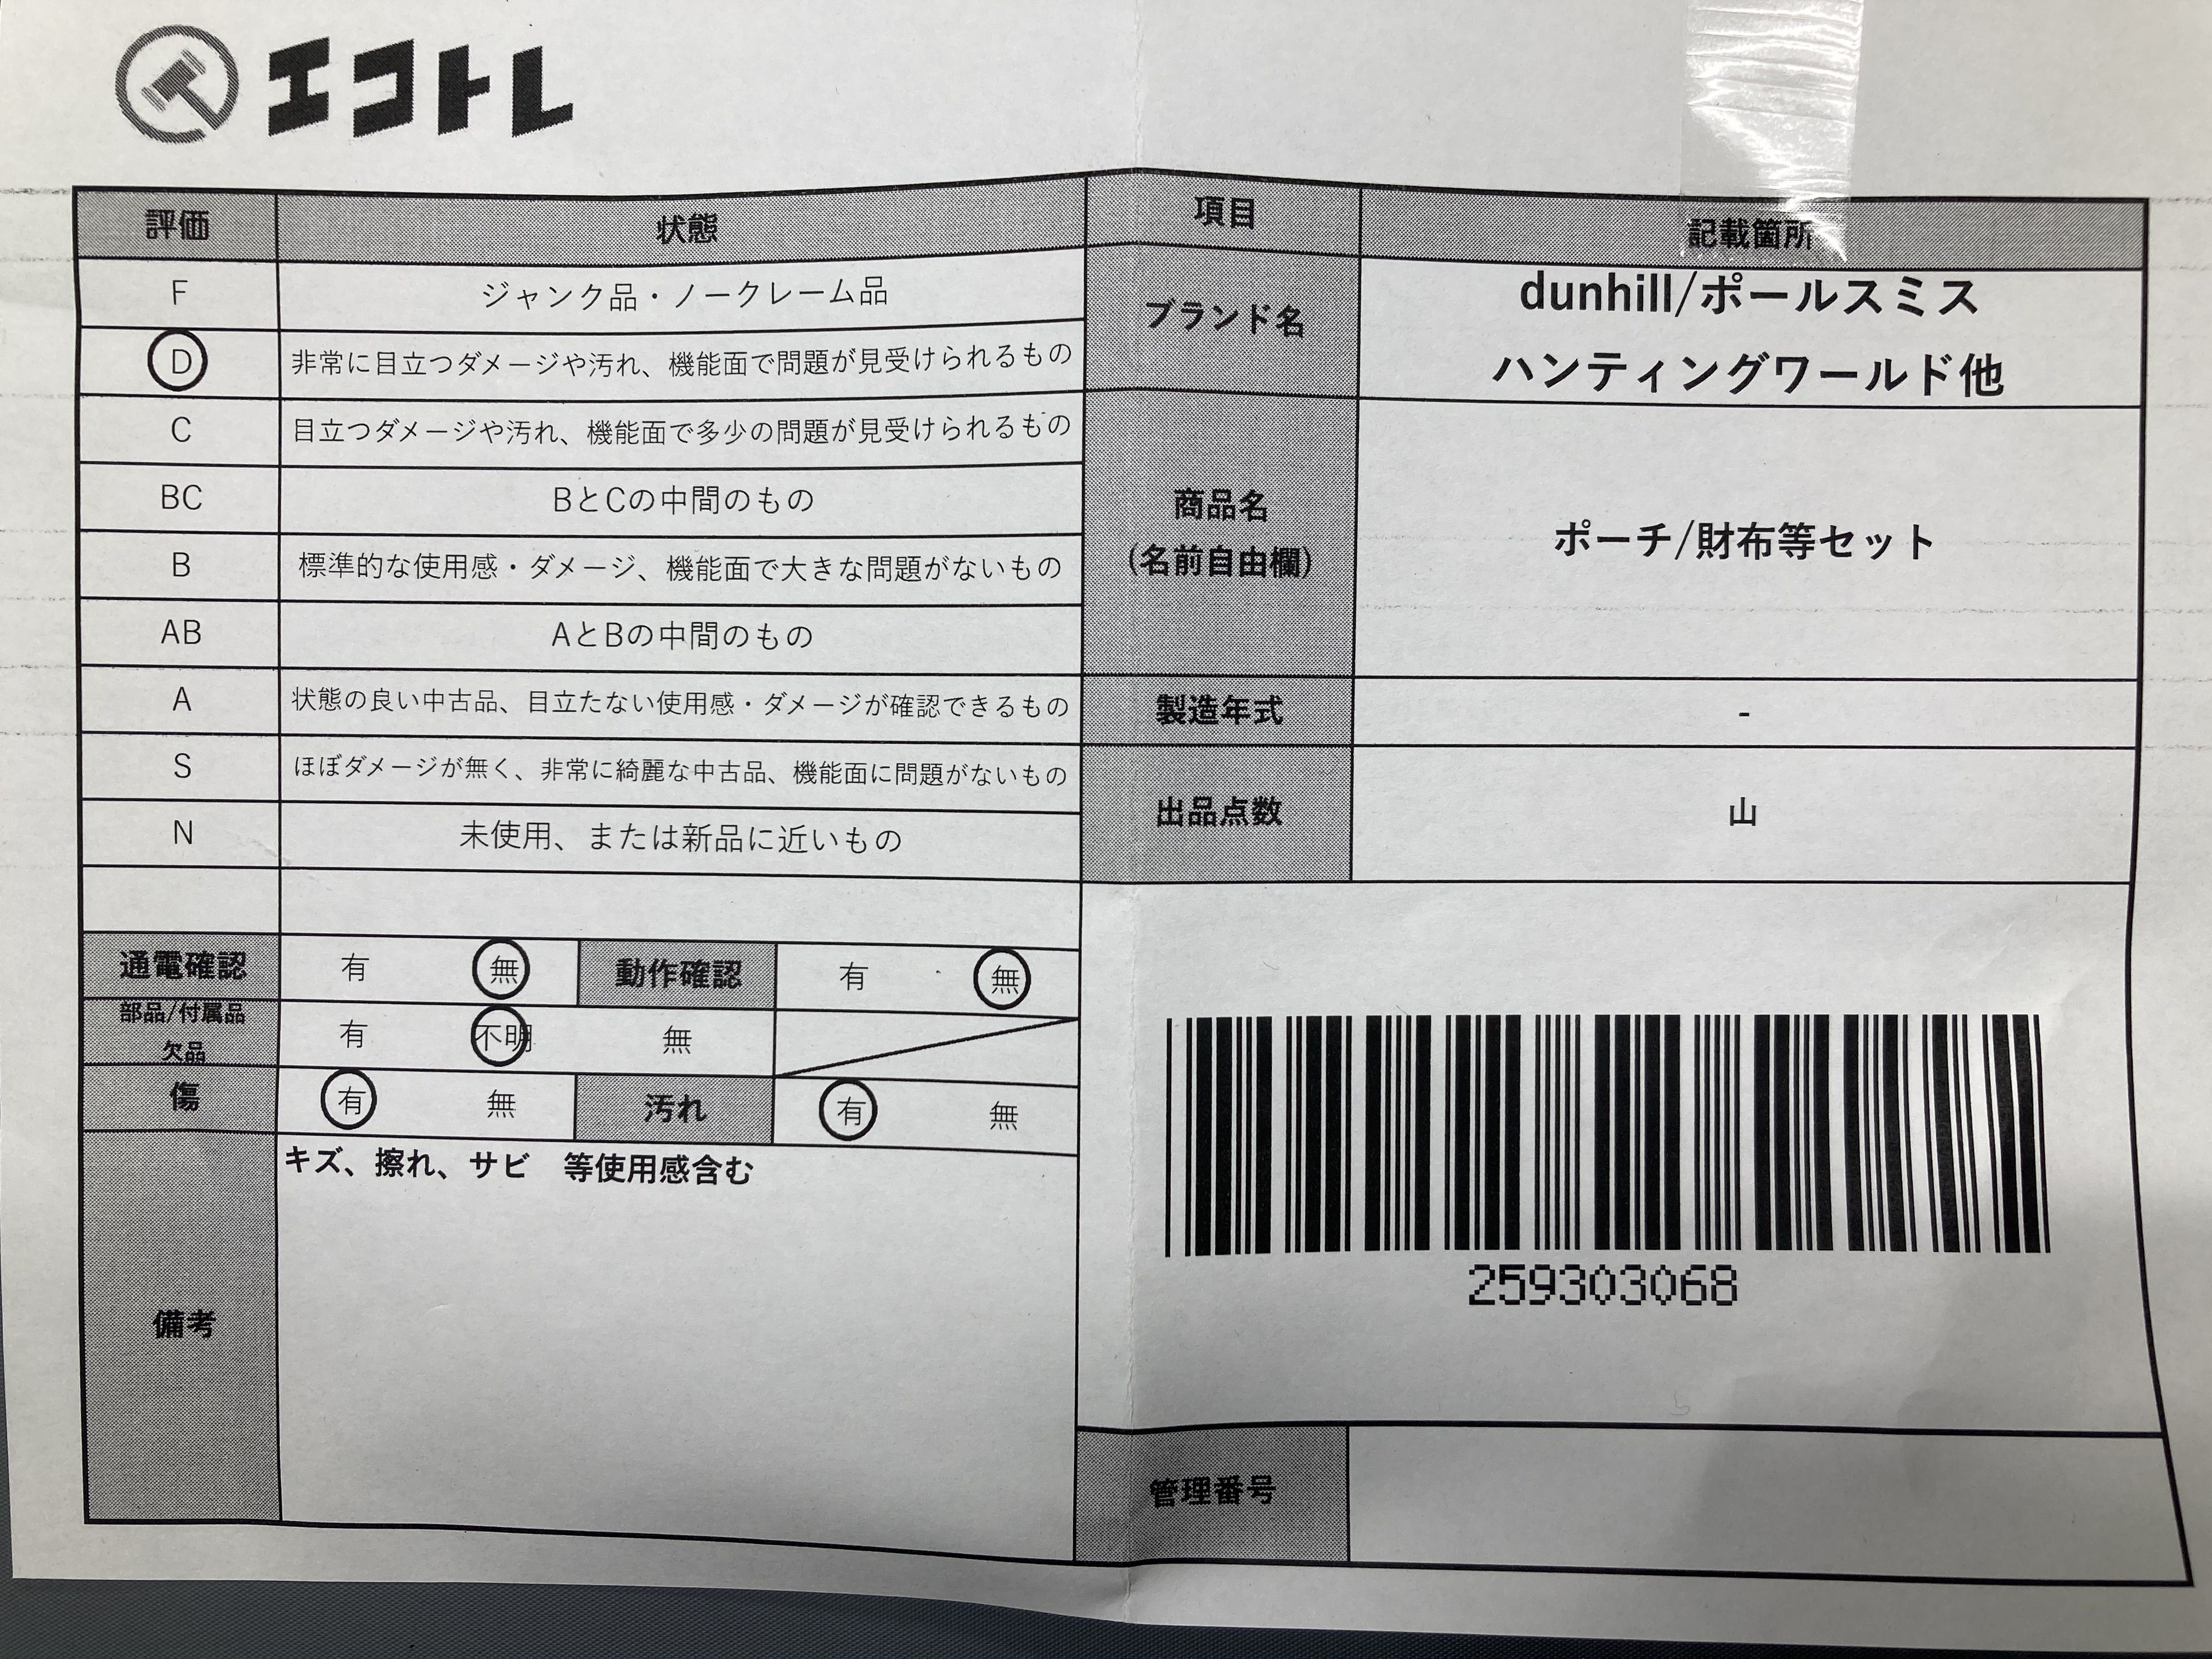 エコトレ
評価 状態
F ジャンク品・ノークレーム品
D 非常に目立つダメージや汚れ、機能面で問題が見受けられるもの
C 目立つダメージや汚れ、機能面で多少の問題が見受けられるもの
BC BとCの中間のもの
B 標準的な使用感・ダメージ、機能面で大きな問題がないもの
AB AとBの中間のもの
A 状態の良い中古品、目立たない使用感・ダメージが確認できるもの
S ほぼダメージが無く、非常に綺麗な中古品、機能面に問題がないもの
N 未使用、または新品に近いもの
通電確認 有 無 動作確認 有 無
部品/付属品
欠品 有 不明 無
傷 有 無 汚れ 有 無
備考 キズ、擦れ、サビ　等使用感含む
項目 記載箇所
ブランド名 dunhill/ポールスミス
ハンティングワールド他
商品名
(名前自由欄) ポーチ/財布等セット
製造年式 -
出品点数 山
259303068
管理番号